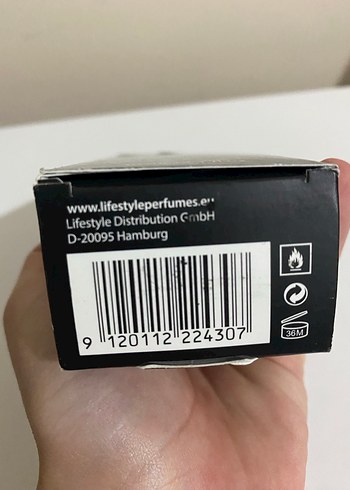 www.lifestyleperfumes.eu
Lifestyle Distribution GmbH
D-20095 Hamburg
9 120112 224307
36M